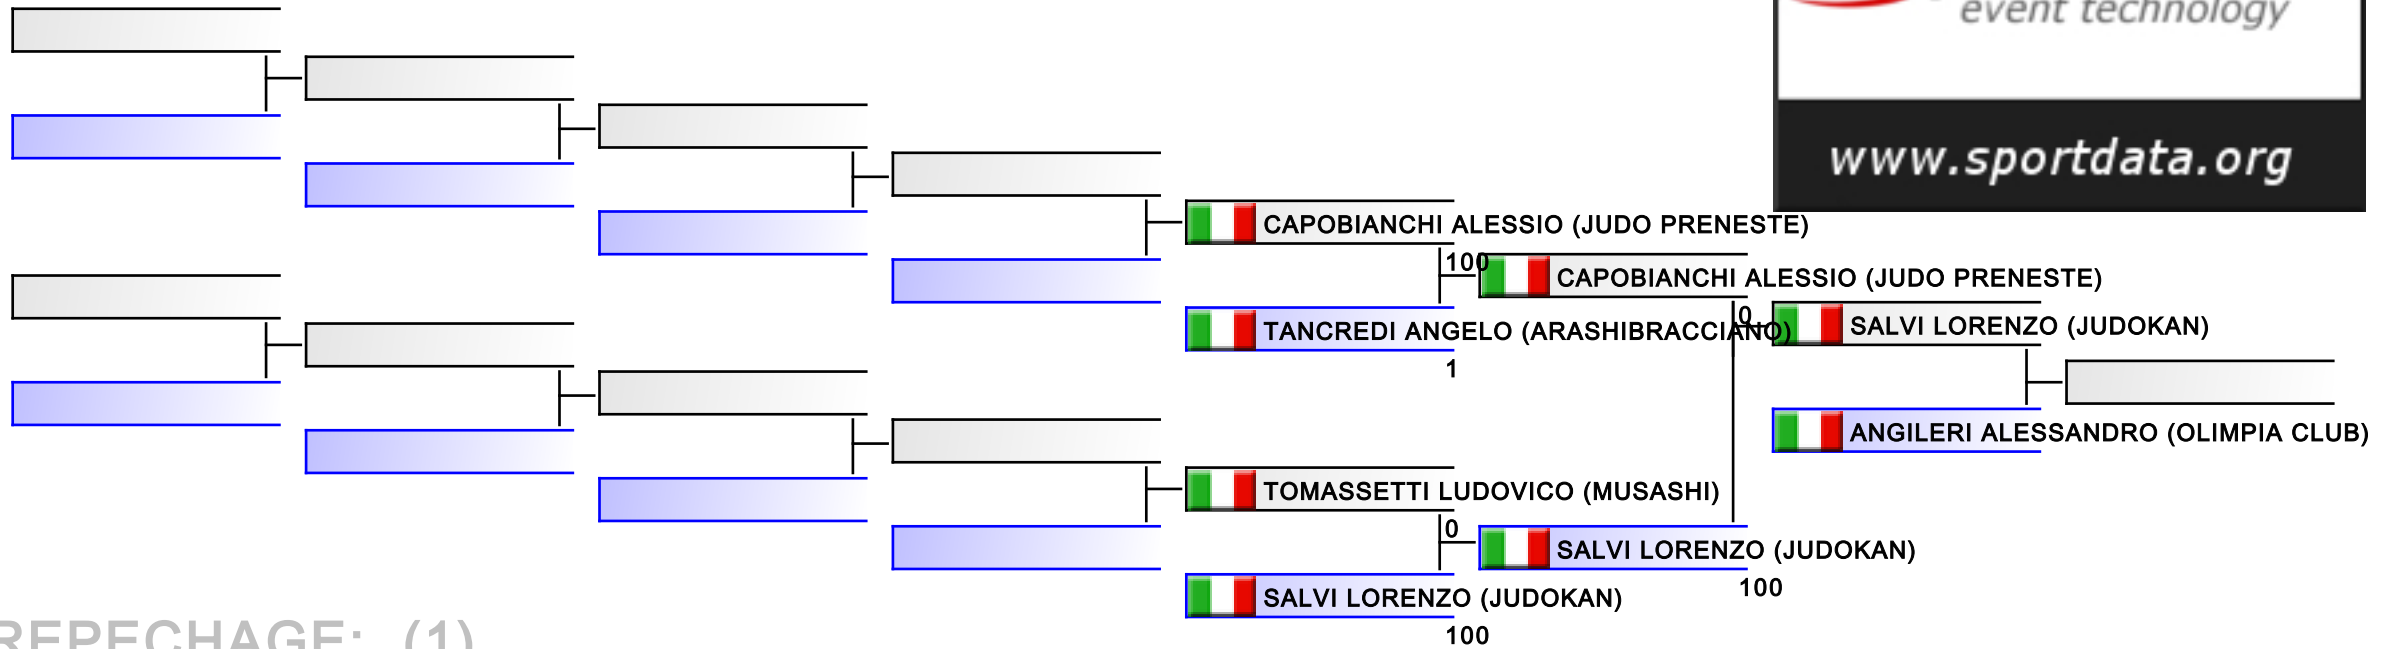 event technology
www.sportdata.org
CAPOBIANCHI ALESSIO (JUDO PRENESTE)
100
CAPOBIANCHI ALESSIO (JUDO PRENESTE)
0
SALVI LORENZO (JUDOKAN)
TANCREDI ANGELO (ARASHIBRACCIANO)
1
ANGILERI ALESSANDRO (OLIMPIA CLUB)
TOMASSETTI LUDOVICO (MUSASHI)
0
SALVI LORENZO (JUDOKAN)
100
SALVI LORENZO (JUDOKAN)
100
REPECHAGE: (1)